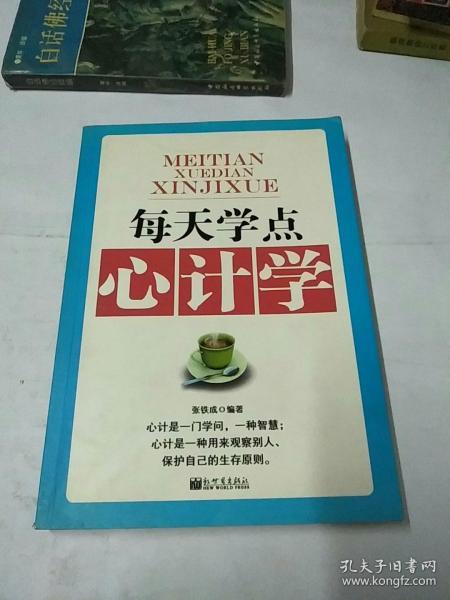 白话佛经
MEITIAN
XUEDIAN
XINJIXUE
每天学点
心计学
张铁成◎编著
心计是一门学问，一种智慧；
心计是一种用来观察别人、
保护自己的生存原则。
新世界出版社
NEW WORLD PRESS
孔夫子旧书网
www.kongfz.com